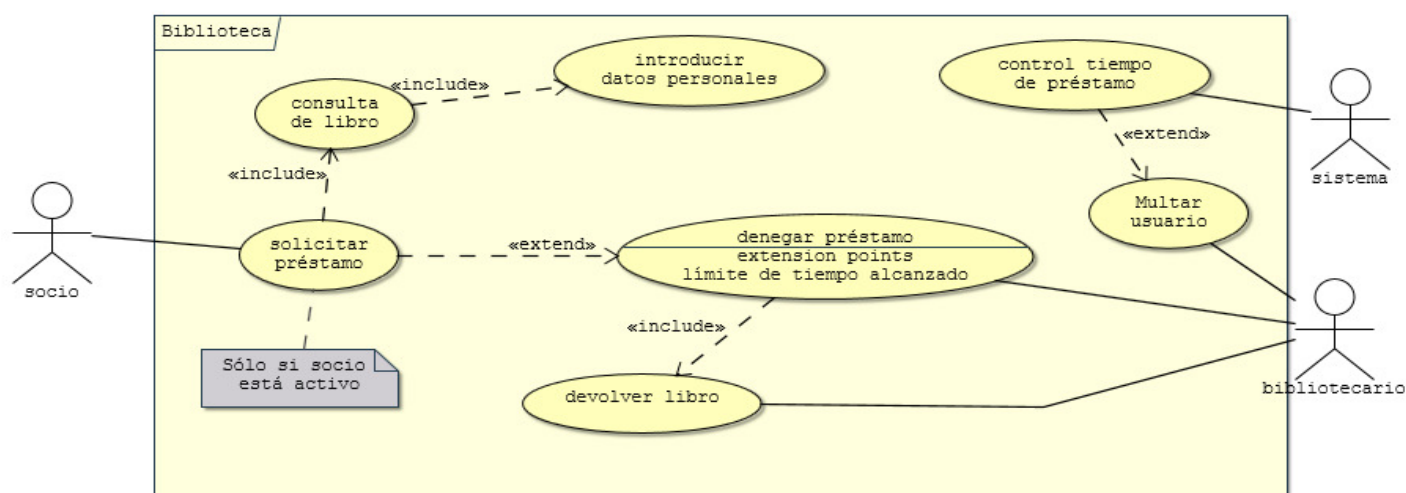 Biblioteca
introducir
datos personales
control tiempo
de préstamo
«include»
consulta
de libro
«extend»
«include»
sistema
Multar
usuario
solicitar
préstamo
«extend»
denegar préstamo
extension points
límite de tiempo alcanzado
socio
«include»
Sólo si socio
está activo
devolver libro
bibliotecario